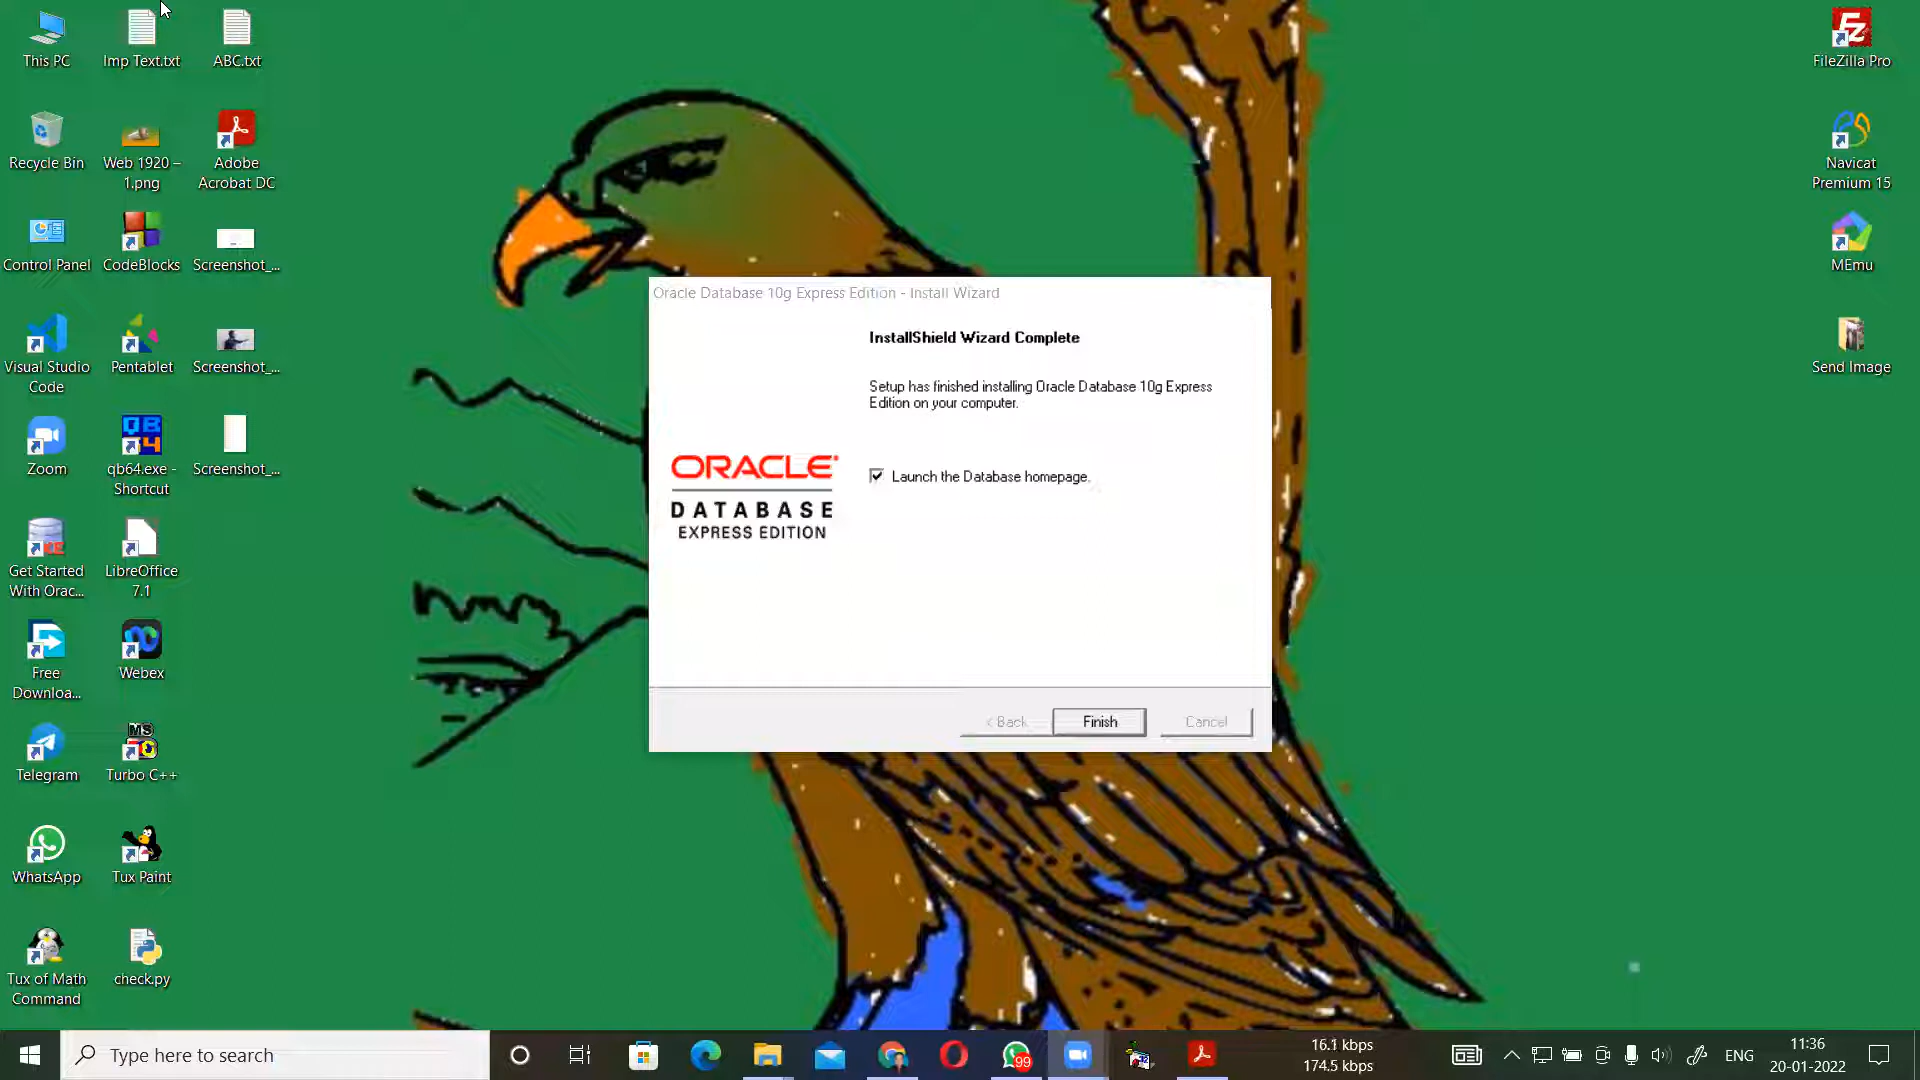 This PC
Imp Text.txt
ABC.txt
Recycle Bin
Web 1920 –
1.png
Adobe
Acrobat DC
Control Panel
CodeBlocks
Screenshot_...
Visual Studio
Code
Pentablet
Screenshot_...
Zoom
qb64.exe -
Shortcut
Screenshot_...
Get Started
With Orac...
LibreOffice
7.1
Free
Downloa...
Webex
Telegram
Turbo C++
WhatsApp
Tux Paint
Tux of Math
Command
check.py
FileZilla Pro
Navicat
Premium 15
MEmu
Send Image
Oracle Database 10g Express Edition - Install Wizard
InstallShield Wizard Complete
Setup has finished installing Oracle Database 10g Express
Edition on your computer.
ORACLE
DATABASE
EXPRESS EDITION
Launch the Database homepage.
< Back
Finish
Cancel
Type here to search
99
16.1 kbps
174.5 kbps
ENG
11:36
20-01-2022